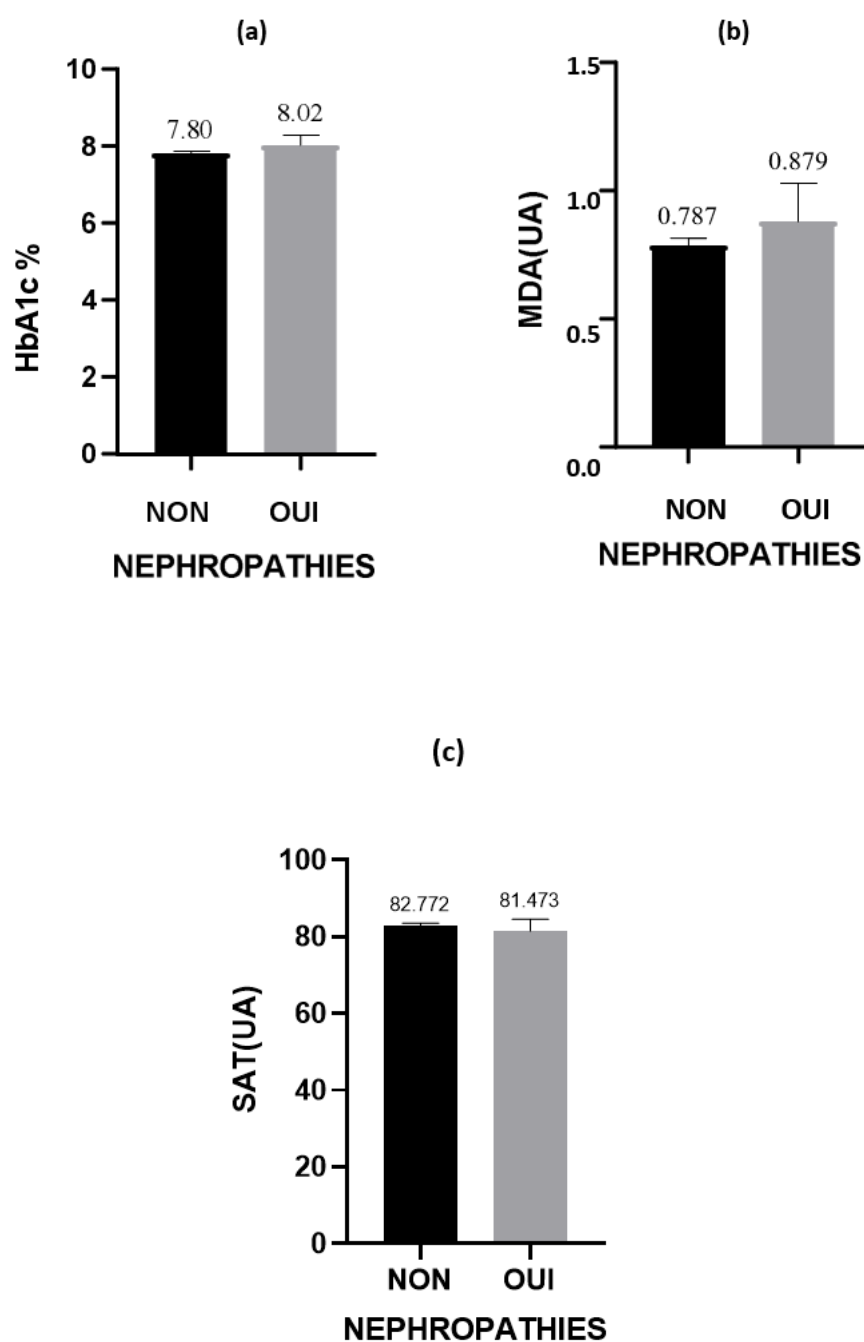 (a)
10
8
6
4
2
0
HbA1c %
7.80
8.02
NON OUI
NEPHROPATHIES
(b)
1.5
1.0
0.5
0.0
MDA(UA)
0.787
0.879
NON OUI
NEPHROPATHIES
(c)
100
80
60
40
20
0
SAT(UA)
82.772
81.473
NON OUI
NEPHROPATHIES